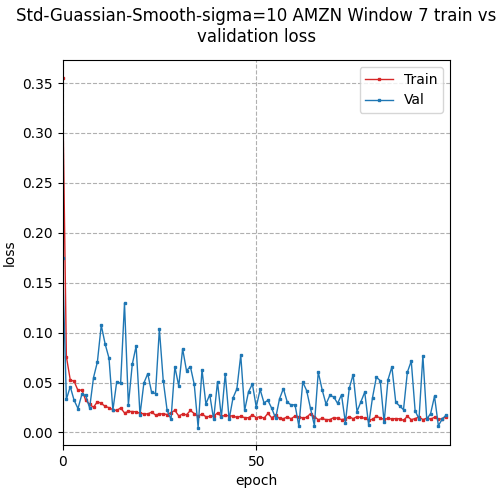 Std-Guassian-Smooth-sigma=10 AMZN Window 7 train vs
validation loss
0.35
0.30
0.25
0.20
0.15
0.10
0.05
0.00
loss
Train
Val
0
50
epoch